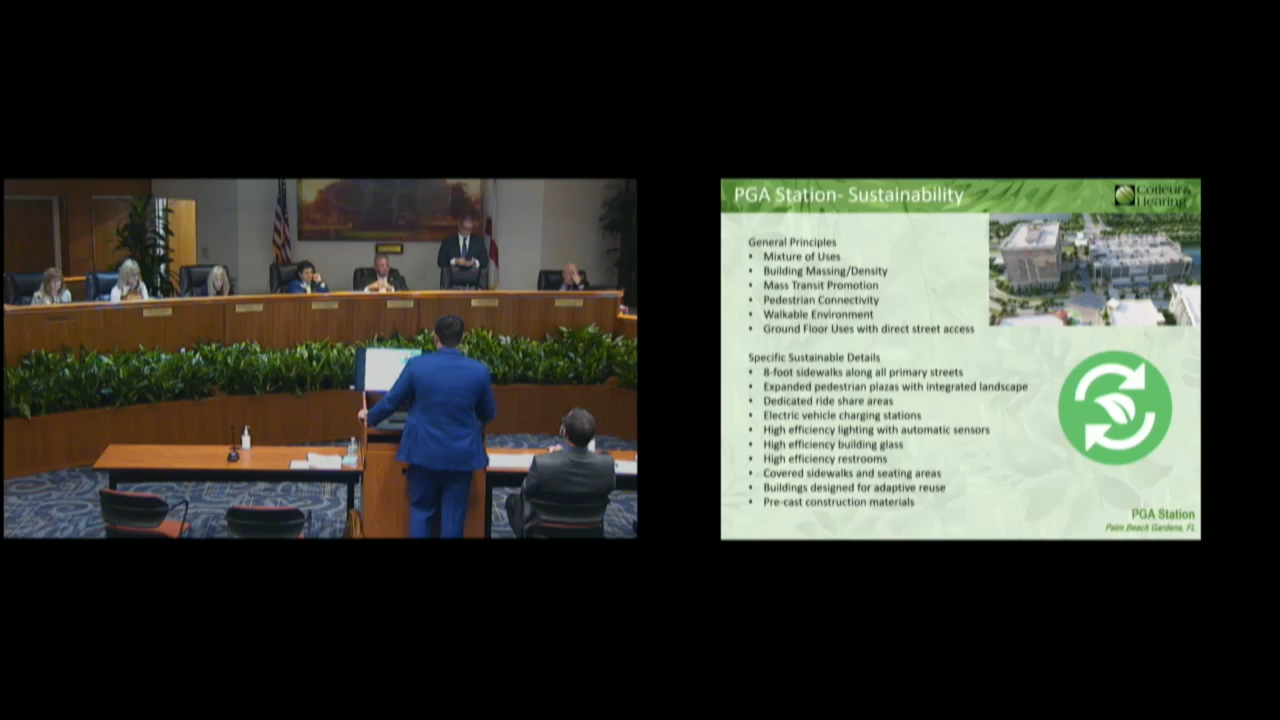 PGA Station- Sustainability
Cotleur&
Hearing
General Principles
• Mixture of Uses
• Building Massing/Density
• Mass Transit Promotion
• Pedestrian Connectivity
• Walkable Environment
• Ground Floor Uses with direct street access
Specific Sustainable Details
• 8-foot sidewalks along all primary streets
• Expanded pedestrian plazas with integrated landscape
• Dedicated ride share areas
• Electric vehicle charging stations
• High efficiency lighting with automatic sensors
• High efficiency building glass
• High efficiency restrooms
• Covered sidewalks and seating areas
• Buildings designed for adaptive reuse
• Pre-cast construction materials
PGA Station
Palm Beach Gardens, FL